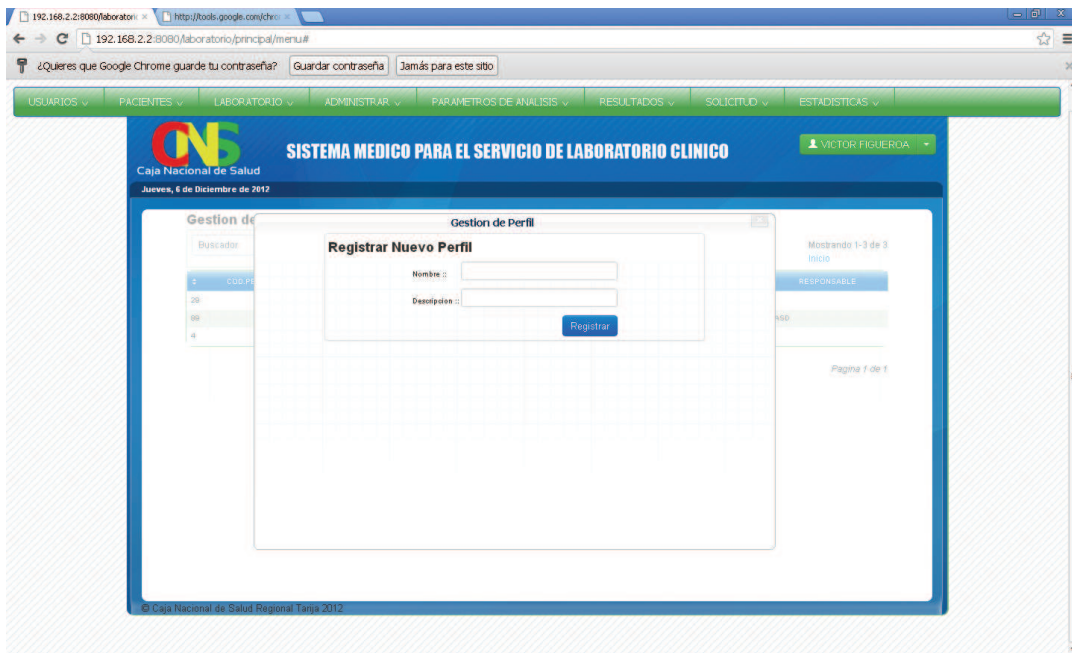 192.168.2.2:8080/laboratori
http://tools.google.com/chro
192.168.2.2:8080/laboratorio/principal/menu#
¿Quieres que Google Chrome guarde tu contraseña? Guardar contraseña Jamás para este sitio
USUARIOS PACIENTES LABORATORIO ADMINISTRAR PARAMETROS DE ANALISIS RESULTADOS SOLICITUD ESTADISTICAS
CNS
Caja Nacional de Salud
SISTEMA MEDICO PARA EL SERVICIO DE LABORATORIO CLINICO
VICTOR FIGUEROA
Jueves, 6 de Diciembre de 2012
Gestion de
Gestion de Perfil
Buscador
Registrar Nuevo Perfil
Mostrando 1-3 de 3
Inicio
Nombre ::
COD PE
RESPONSABLE
Descripcion ::
Registrar
4
Pagina 1 de 1
© Caja Nacional de Salud Regional Tarija 2012